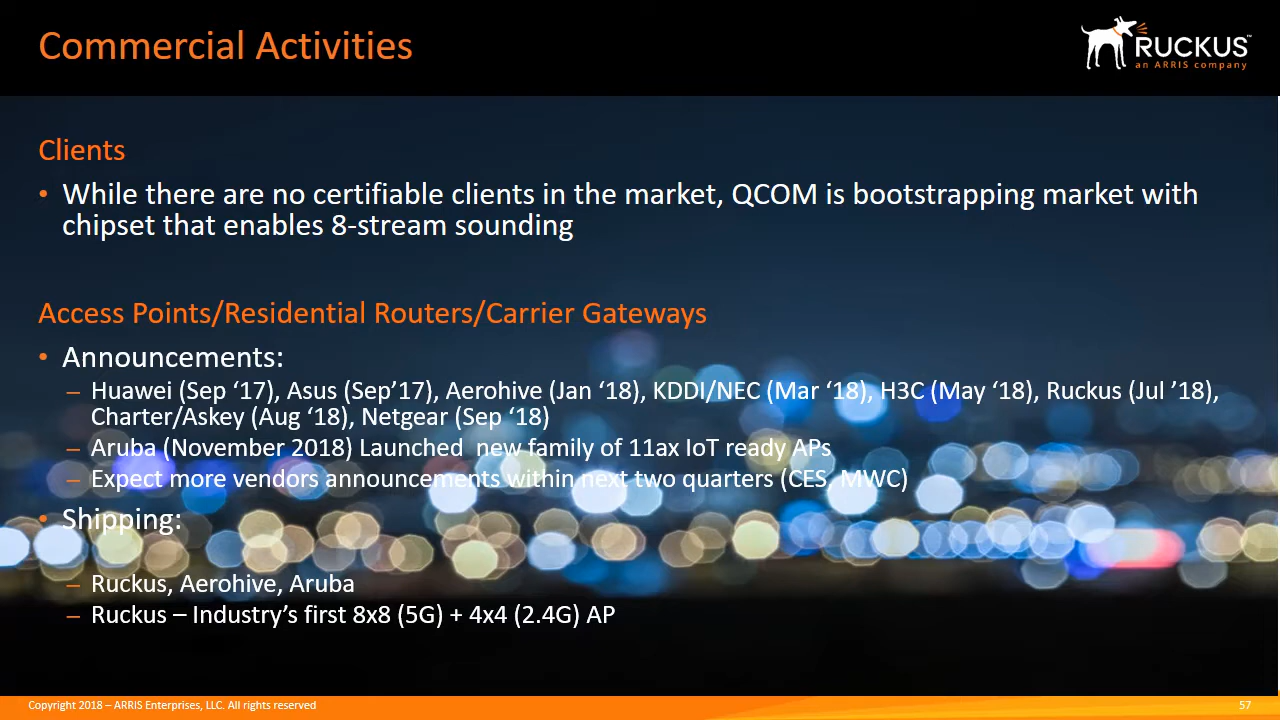 Commercial Activities
RUCKUS™
an ARRIS company
Clients
• While there are no certifiable clients in the market, QCOM is bootstrapping market with
chipset that enables 8-stream sounding
Access Points/Residential Routers/Carrier Gateways
• Announcements:
– Huawei (Sep ‘17), Asus (Sep’17), Aerohive (Jan ‘18), KDDI/NEC (Mar ‘18), H3C (May ‘18), Ruckus (Jul ’18),
Charter/Askey (Aug ‘18), Netgear (Sep ‘18)
– Aruba (November 2018) Launched  new family of 11ax IoT ready APs
– Expect more vendors announcements within next two quarters (CES, MWC)
• Shipping:
– Ruckus, Aerohive, Aruba
– Ruckus – Industry’s first 8x8 (5G) + 4x4 (2.4G) AP
Copyright 2018 – ARRIS Enterprises, LLC. All rights reserved
57